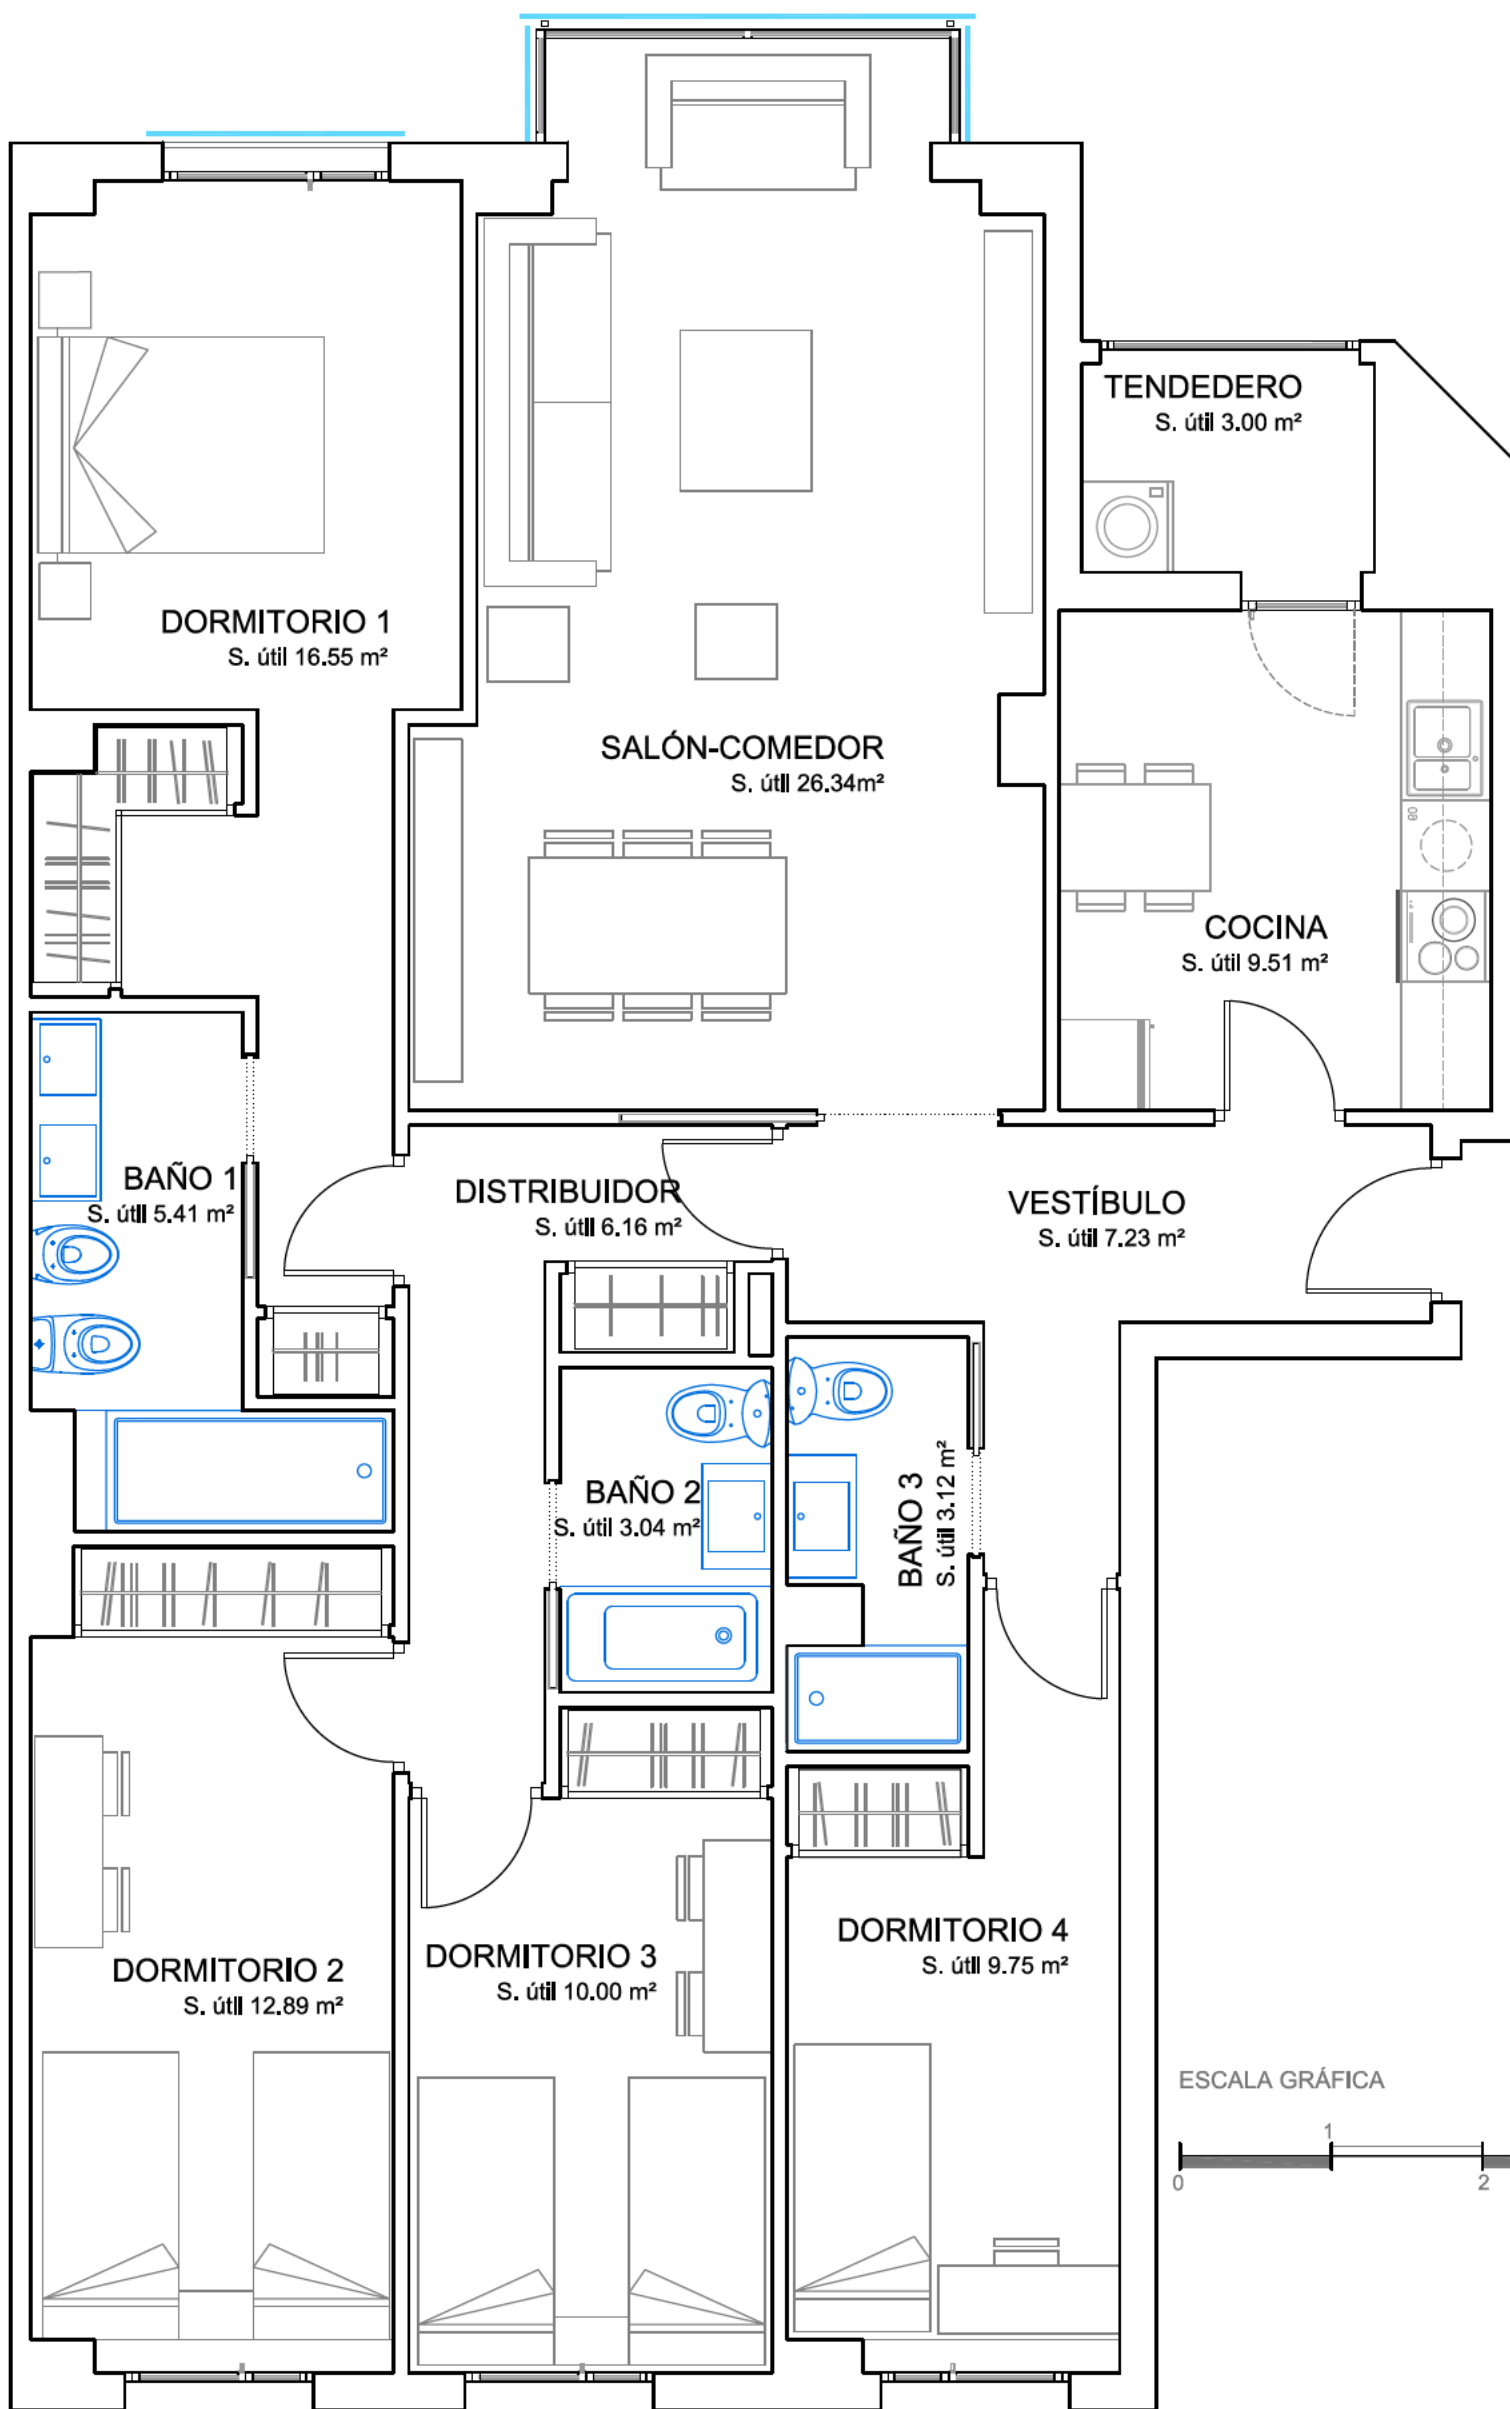 TENDEDERO
S. útil 3.00 m²
DORMITORIO 1
S. útil 16.55 m²
SALÓN-COMEDOR
S. útil 26.34m²
COCINA
S. útil 9.51 m²
BAÑO 1
S. útil 5.41 m²
DISTRIBUIDOR
S. útil 6.16 m²
VESTÍBULO
S. útil 7.23 m²
BAÑO 2
S. útil 3.04 m²
BAÑO 3
S. útil 3.12 m²
DORMITORIO 2
S. útil 12.89 m²
DORMITORIO 3
S. útil 10.00 m²
DORMITORIO 4
S. útil 9.75 m²
ESCALA GRÁFICA
1
0
2